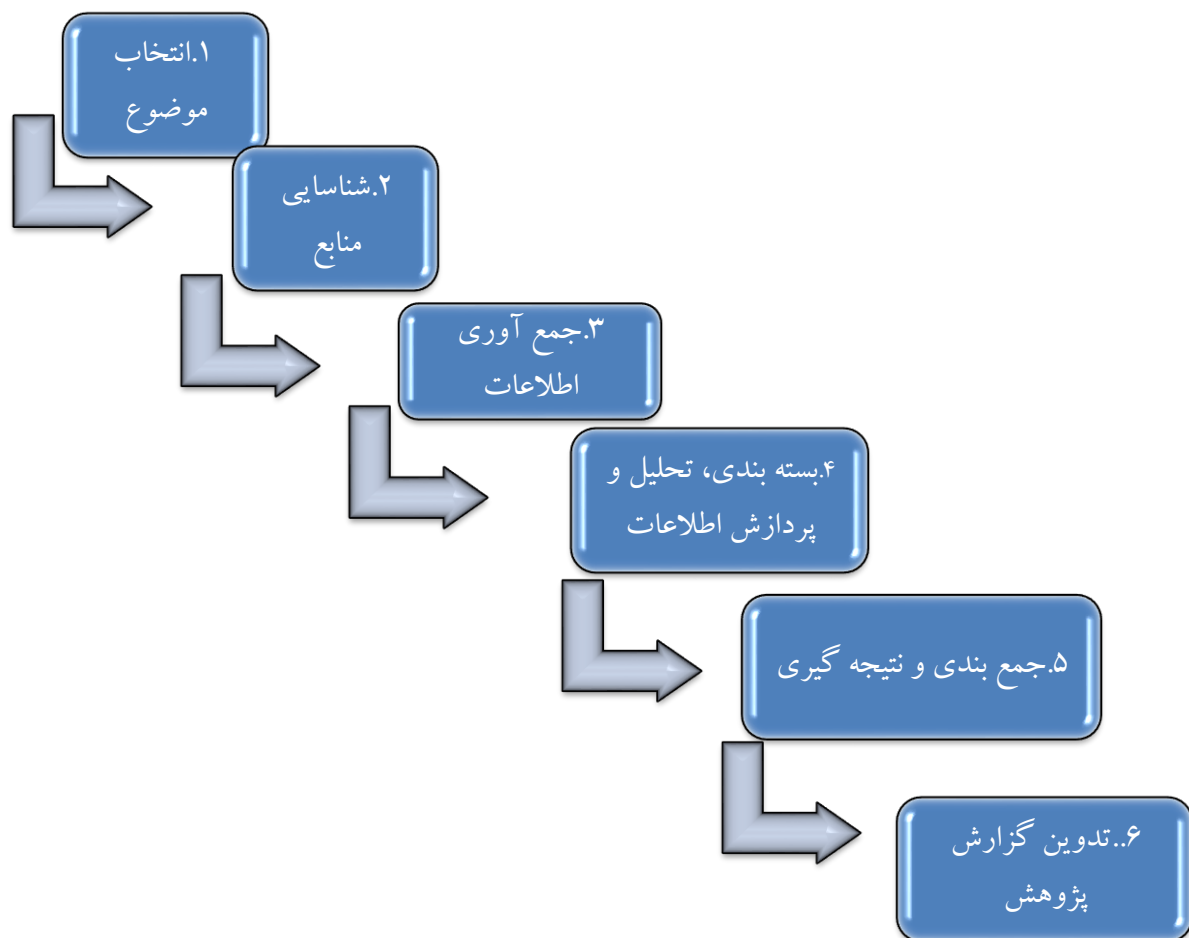 ۱.انتخاب
موضوع
۲.شناسایی
منابع
۳.جمع آوری
اطلاعات
۴.بسته بندی، تحلیل و
پردازش اطلاعات
۵.جمع بندی و نتیجه گیری
۶..تدوین گزارش
پژوهش